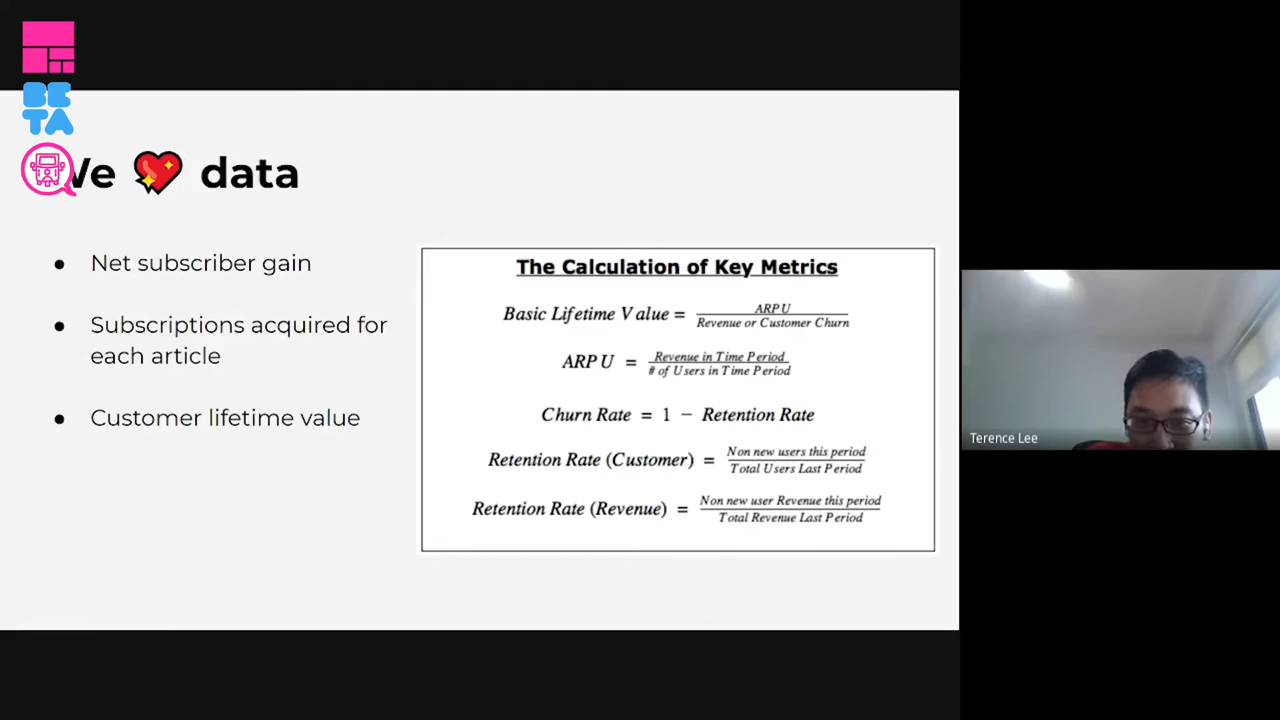 BE
TA
We 💖 data
● Net subscriber gain
● Subscriptions acquired for
each article
● Customer lifetime value
The Calculation of Key Metrics
Basic Lifetime Value = ARPU / Revenue or Customer Churn
ARPU = Revenue in Time Period / # of Users in Time Period
Churn Rate = 1 − Retention Rate
Retention Rate (Customer) = Non new users this period / Total Users Last Period
Retention Rate (Revenue) = Non new user Revenue this period / Total Revenue Last Period
Terence Lee